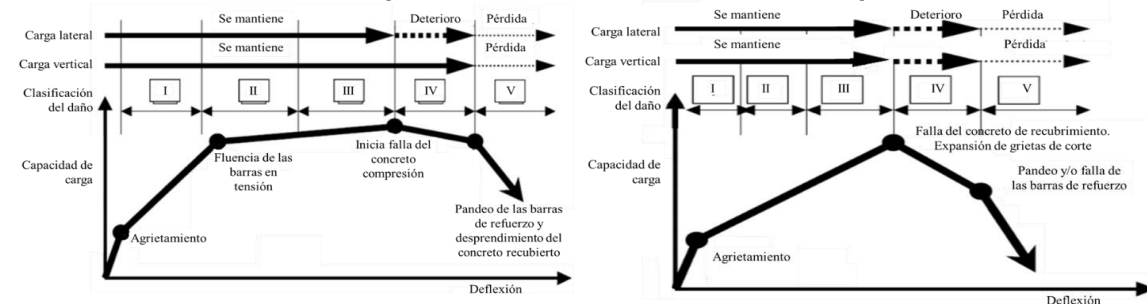 Se mantiene
Deterioro
Pérdida
Carga lateral
Se mantiene
Pérdida
Carga vertical
Clasificación
del daño
I
II
III
IV
V
Capacidad de
carga
Fluencia de las
barras en
tensión
Inicia falla del
concreto
compresión
Agrietamiento
Pandeo de las barras
de refuerzo y
desprendimiento del
concreto recubierto
Deflexión
Se mantiene
Deterioro
Pérdida
Carga lateral
Se mantiene
Pérdida
Carga vertical
Clasificación
del daño
I
II
III
IV
V
Falla del concreto de recubrimiento.
Expansión de grietas de corte
Capacidad de
carga
Pandeo y/o falla de
las barras de refuerzo
Agrietamiento
Deflexión